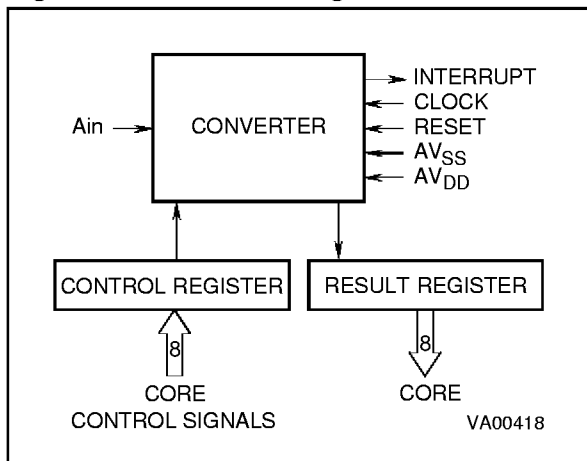 INTERRUPT
CLOCK
Ain
CONVERTER
RESET
AVSS
AVDD
CONTROL REGISTER
RESULT REGISTER
8
8
CORE
CONTROL SIGNALS
CORE
VA00418